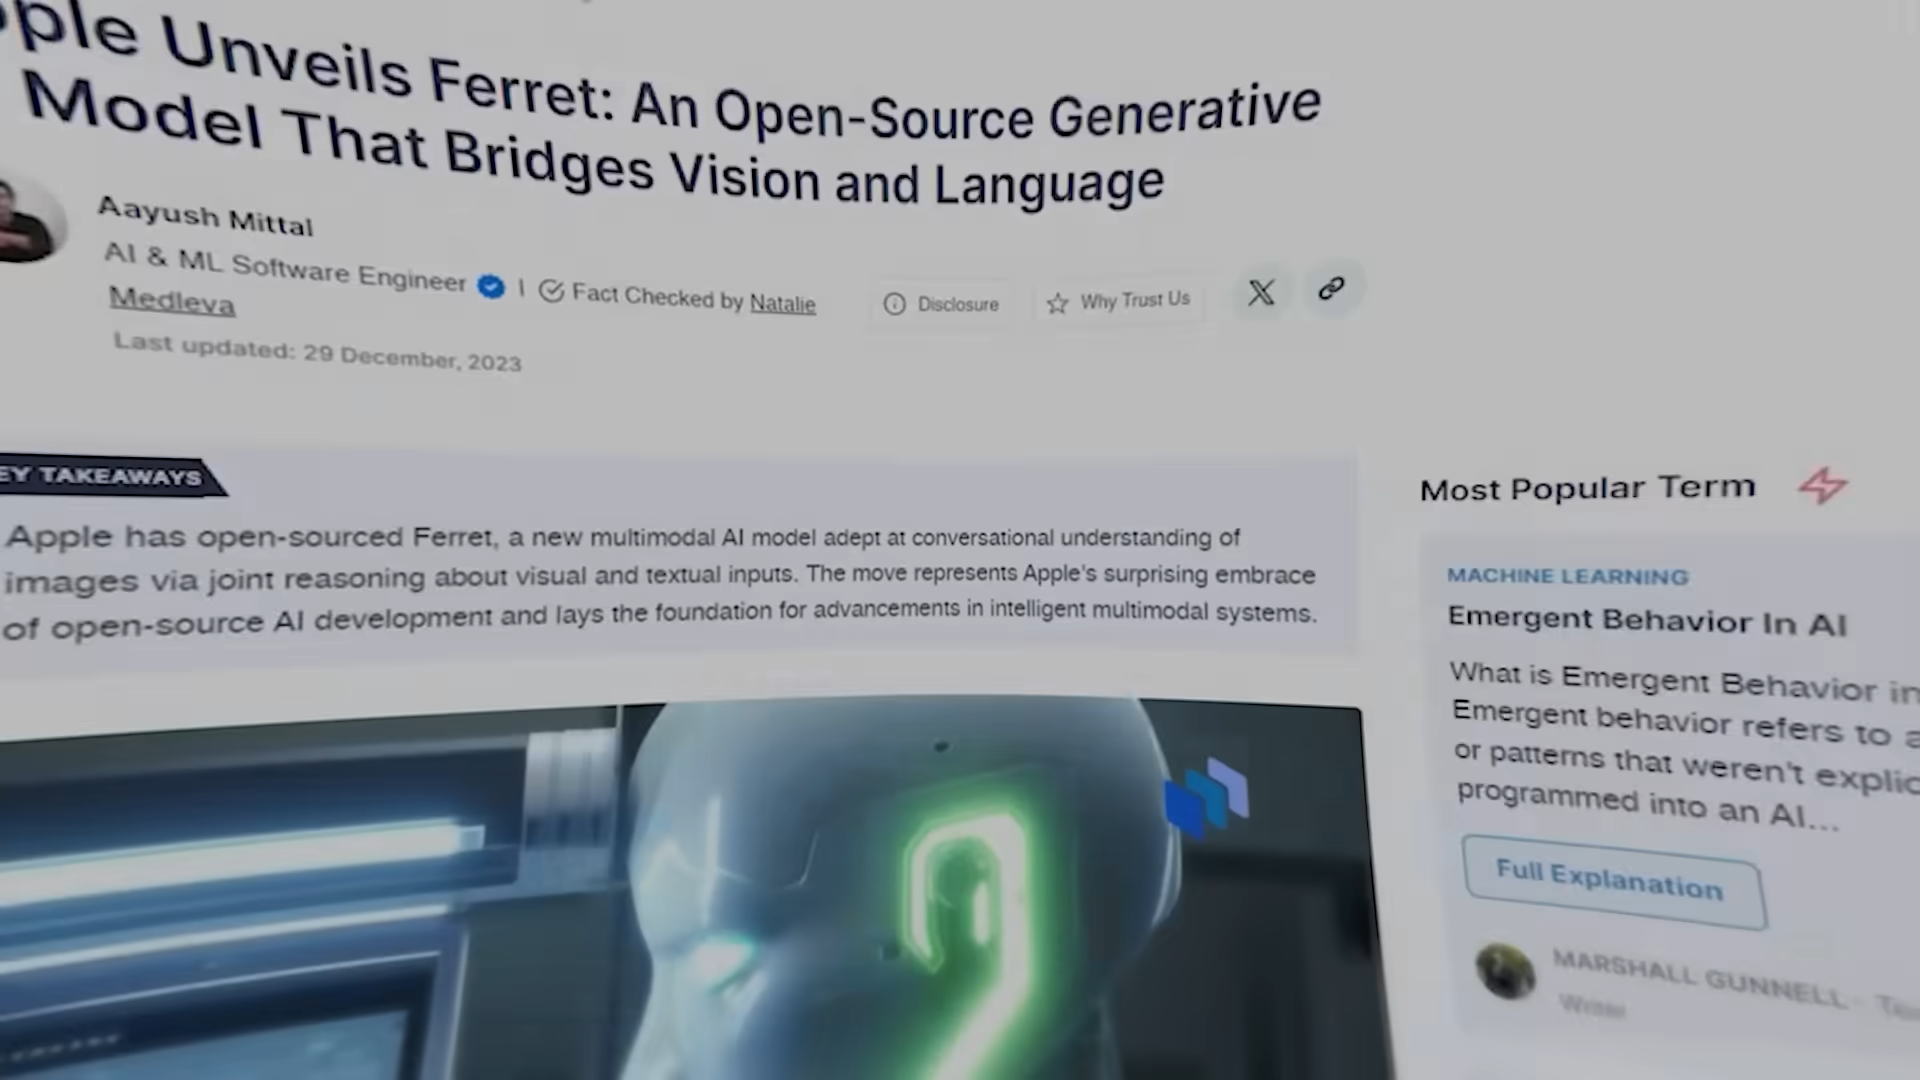 ple Unveils Ferret: An Open-Source Generative
Model That Bridges Vision and Language
Aayush Mittal
AI & ML Software Engineer | Fact Checked by Natalie
Medleva
Disclosure
Why Trust Us
Last updated: 29 December, 2023
EY TAKEAWAYS
Apple has open-sourced Ferret, a new multimodal AI model adept at conversational understanding of
images via joint reasoning about visual and textual inputs. The move represents Apple's surprising embrace
of open-source AI development and lays the foundation for advancements in intelligent multimodal systems.
Most Popular Term
MACHINE LEARNING
Emergent Behavior In AI
What is Emergent Behavior in
Emergent behavior refers to a
or patterns that weren't explic
programmed into an AI...
Full Explanation
MARSHALL GUNNELL
Writer